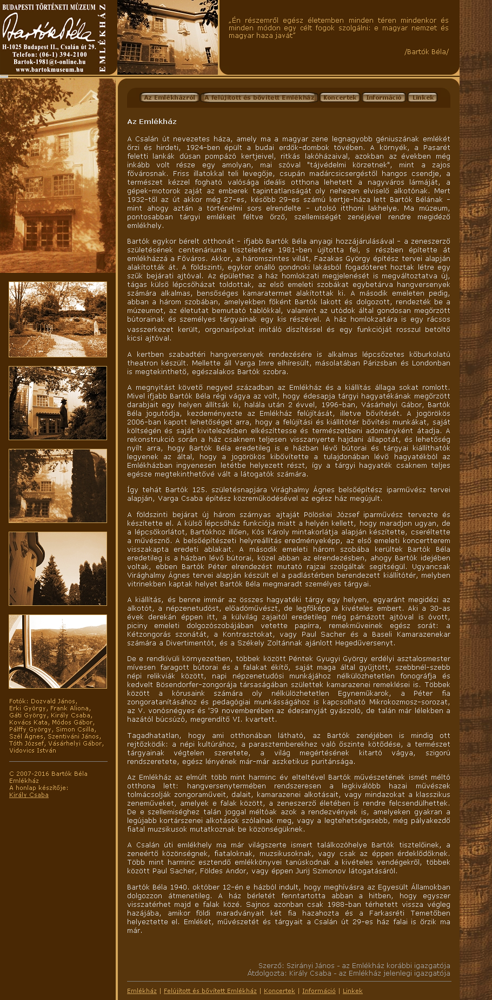 BUDAPESTI TÖRTÉNETI MÚZEUM
Bartók Béla
EMLÉKHÁZ
H-1025 Budapest II., Csalán út 29.
Telefon: (06-1) 394-2100
Bartok-1981@t-online.hu
www.bartokmuseum.hu
„Én részemről egész életemben minden téren mindenkor és
minden módon egy célt fogok szolgálni: e magyar nemzet és
magyar haza javát”
/Bartók Béla/
Az Emlékházról A felújított és bővített Emlékház Koncertek Információ Linkek
Az Emlékház
A Csalán út nevezetes háza, amely ma a magyar zene legnagyobb géniuszának emlékét
őrzi és hirdeti, 1924-ben épült a budai erdők-dombok tövében. A környék, a Pasarét
feletti lankák dúsan pompázó kertjeivel, ritkás lakóházaival, azokban az években még
inkább volt része egy amolyan, mai szóval "tájvédelmi körzetnek", mint a zajos
fővárosnak. Friss illatokkal teli levegője, csupán madárcsicsergéstől hangos csendje, a
természet kézzel fogható valósága ideális otthona lehetett a nagyváros lármáját, a
gépek-motorok zaját az emberek tapintatlanságát oly nehezen elviselő alkotónak. Mert
1932-től az út akkor még 27-es, később 29-es számú kertje-háza lett Bartók Bélának -
mint ahogy aztán a történelmi sors elrendelte - utolsó itthoni lakhelye. Ma múzeum,
pontosabban tárgyi emlékeit féltve őrző, szellemiségét zenéjével rendre megidéző
emlékhely.
Bartók egykor bérelt otthonát - ifjabb Bartók Béla anyagi hozzájárulásával - a zeneszerző
születésének centenáriuma tiszteletére 1981-ben újította fel, s részben építette át
emlékházzá a Főváros. Akkor, a háromszintes villát, Fazakas György építész tervei alapján
alakították át. A földszinti, egykor önálló gondnoki lakásból fogadóteret hoztak létre egy
szűk bejárati ajtóval. Az épülethez a ház homlokzati megjelenését is megváltoztatva új,
tágas külső lépcsőházat toldottak, az első emeleti szobákat egybetárva hangversenyek
számára alkalmas, bensőséges kamaratermet alakítottak ki. A második emeleten pedig,
abban a három szobában, amelyekben főként Bartók lakott és dolgozott, rendezték be a
múzeumot, az életutat bemutató tablókkal, valamint az utódok által gondosan megőrzött
bútorainak és személyes tárgyainak egy kis részével. A ház homlokzatára is egy rácsos
vasszerkezet került, orgonasípokat imitáló díszítéssel és egy funkcióját rosszul betöltő
kicsi ajtóval.
A kertben szabadtéri hangversenyek rendezésére is alkalmas lépcsőzetes kőburkolatú
theatron készült. Mellette áll Varga Imre elhíresült, másolatában Párizsban és Londonban
is megtekinthető, egészalakos Bartók szobra.
A megnyitást követő negyed században az Emlékház és a kiállítás állaga sokat romlott.
Mivel ifjabb Bartók Béla régi vágya az volt, hogy édesapja tárgyi hagyatékának megőrzött
darabjait egy helyen állítsák ki, halála után 2 évvel, 1996-ban, Vásárhelyi Gábor, Bartók
Béla jogutódja, kezdeményezte az Emlékház felújítását, illetve bővítését. A jogörökös
2006-ban kapott lehetőséget arra, hogy a felújítási és kiállítótér bővítési munkákat, saját
költségén és saját kivitelezésben elkészíttesse és természetbeni adományként átadja. A
rekonstrukció során a ház csaknem teljesen visszanyerte hajdani állapotát, és lehetőség
nyílt arra, hogy Bartók Béla eredetileg is e házban lévő bútorai és tárgyai kiállíthatók
legyenek az által, hogy a jogörökös kibővítette a tulajdonában lévő hagyatékból az
Emlékházban ingyenesen letétbe helyezett részt, így a tárgyi hagyaték csaknem teljes
egésze megtekinthetővé vált a látogatók számára.
Így tehát Bartók 125. születésnapjára Virághalmy Ágnes belsőépítész iparművész tervei
alapján, Varga Csaba építész közreműködésével az egész ház megújult.
A földszinti bejárat új három szárnyas ajtaját Pölöskei József iparművész tervezte és
készítette el. A külső lépcsőház funkciója miatt a helyén kellett, hogy maradjon ugyan, de
a lépcsőkorlátot, Bartókhoz illően, Kós Károly mintakorlátja alapján készítette, cseréltette
a művésznő. A belsőépítészeti helyreállítás eredményeképp, az első emeleti koncertterem
visszakapta eredeti ablakait. A második emeleti három szobába kerültek Bartók Béla
eredetileg is a házban lévő bútorai, közel abban az elrendezésben, ahogy Bartók idejében
voltak, ebben Bartók Péter elrendezést mutató rajzai szolgáltak segítségül. Ugyancsak
Virághalmy Ágnes tervei alapján készült el a padlástérben berendezett kiállítótér, melyben
vitrinekben kaptak helyet Bartók Béla megmaradt személyes tárgyai.
A kiállítás, és benne immár az összes hagyatéki tárgy egy helyen, egyaránt megidézi az
alkotót, a népzenetudóst, előadóművészt, de legfőképp a kivételes embert. Aki a 30-as
évek derekán éppen itt, a külvilág zajaitól eredetileg még párnázott ajtóval is óvott,
piciny emeleti dolgozószobájában vetette papírra, remekműveinek egész sorát: a
Kétzongorás szonátát, a Kontrasztokat, vagy Paul Sacher és a Baseli Kamarazenekar
számára a Divertimentót, és a Székely Zoltánnak ajánlott Hegedűversenyt.
De e rendkívüli környezetben, többek között Péntek Gyugyi György erdélyi asztalosmester
mívesen faragott bútorai és a falakat ékítő, saját maga által gyűjtött, szebbnél-szebb
népi relikviák között, napi népzenetudósi munkájához nélkülözhetetlen fonográfja és
kedvelt Bösendorfer-zongorája társaságában születtek kamarazenei remeklései is. Többek
között a kórusaink számára oly nélkülözhetetlen Egyneműkarok, a Péter fia
zongoratanításához és pedagógiai munkásságához is kapcsolható Mikrokozmosz-sorozat,
az V. vonósnégyes és '39 novemberében az édesanyját gyászoló, de talán már lélekben a
hazától búcsúzó, megrendítő VI. kvartett.
Tagadhatatlan, hogy ami otthonában látható, az Bartók zenéjében is mindig ott
rejtőzködik: a népi kultúrához, a parasztemberekhez való őszinte kötődése, a természet
tárgyainak végtelen szeretete, a világ megértésének kitartó vágya, szigorú
rendszeretete, egész lényének már-már aszketikus puritánsága.
Az Emlékház az elmúlt több mint harminc év elteltével Bartók művészetének ismét méltó
otthona lett: hangversenytermében rendszeresen a legkiválóbb hazai művészek
tolmácsolják zongoraműveit, dalait, kamarazenei alkotásait, vagy mindazokat a klasszikus
zeneműveket, amelyek e falak között, a zeneszerző életében is rendre felcsendülhettek.
De e szellemiséghez talán joggal méltóak azok a rendezvények is, amelyeken gyakran a
legújabb kortárszenei alkotások szólalnak meg, vagy a legtehetségesebb, még pályakezdő
fiatal muzsikusok mutatkoznak be közönségüknek.
A Csalán úti emlékhely ma már világszerte ismert találkozóhelye Bartók tisztelőinek, a
zeneértő közönségnek, fiataloknak, muzsikusoknak, vagy csak az éppen érdeklődőknek.
Több mint harminc esztendő emlékkönyvei tanúskodnak a kivételes vendégekről, többek
között Paul Sacher, Földes Andor, vagy éppen Jurij Szimonov látogatásáról.
Bartók Béla 1940. október 12-én e házból indult, hogy meghívásra az Egyesült Államokban
dolgozzon átmenetileg. A ház bérletét fenntartotta abban a hitben, hogy egyszer
visszatérhet majd e falak közé. Sajnos azonban csak 1988-ban térhetett vissza végleg
hazájába, amikor földi maradványait két fia hazahozta és a Farkasréti Temetőben
helyeztette el. Emlékét, művészetét és tárgyait a Csalán út 29-es ház falai is őrzik ma
már.
Szerző: Szirányi János - az Emlékház korábbi igazgatója
Átdolgozta: Király Csaba - az Emlékház jelenlegi igazgatója
Emlékház | Felújított és bővített Emlékház | Koncertek | Információ | Linkek
Fotók: Dozvald János,
Erki György, Frank Aliona,
Gáti György, Király Csaba,
Kovács Kata, Módos Gábor,
Pálffy György, Simon Csilla,
Szél Ágnes, Szentiváni János,
Tóth József, Vásárhelyi Gábor,
Vidovics István
C 2007-2016 Bartók Béla
Emlékház
A honlap készítője:
Király Csaba